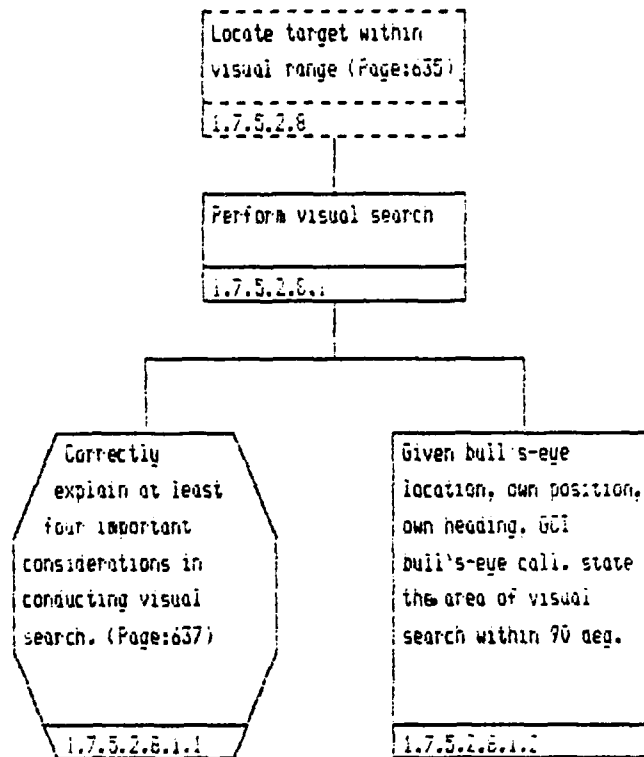 Locate target within
visual range (Page:635)
1.7.5.2.8
Perform visual search
1.7.5.2.8.1
Correctly
explain at least
four important
considerations in
conducting visual
search. (Page:637)
1.7.5.2.8.1.1
Given bull's-eye
location, own position,
own heading, GCI
bull's-eye call. state
the area of visual
search within 90 deg.
1.7.5.2.8.1.2